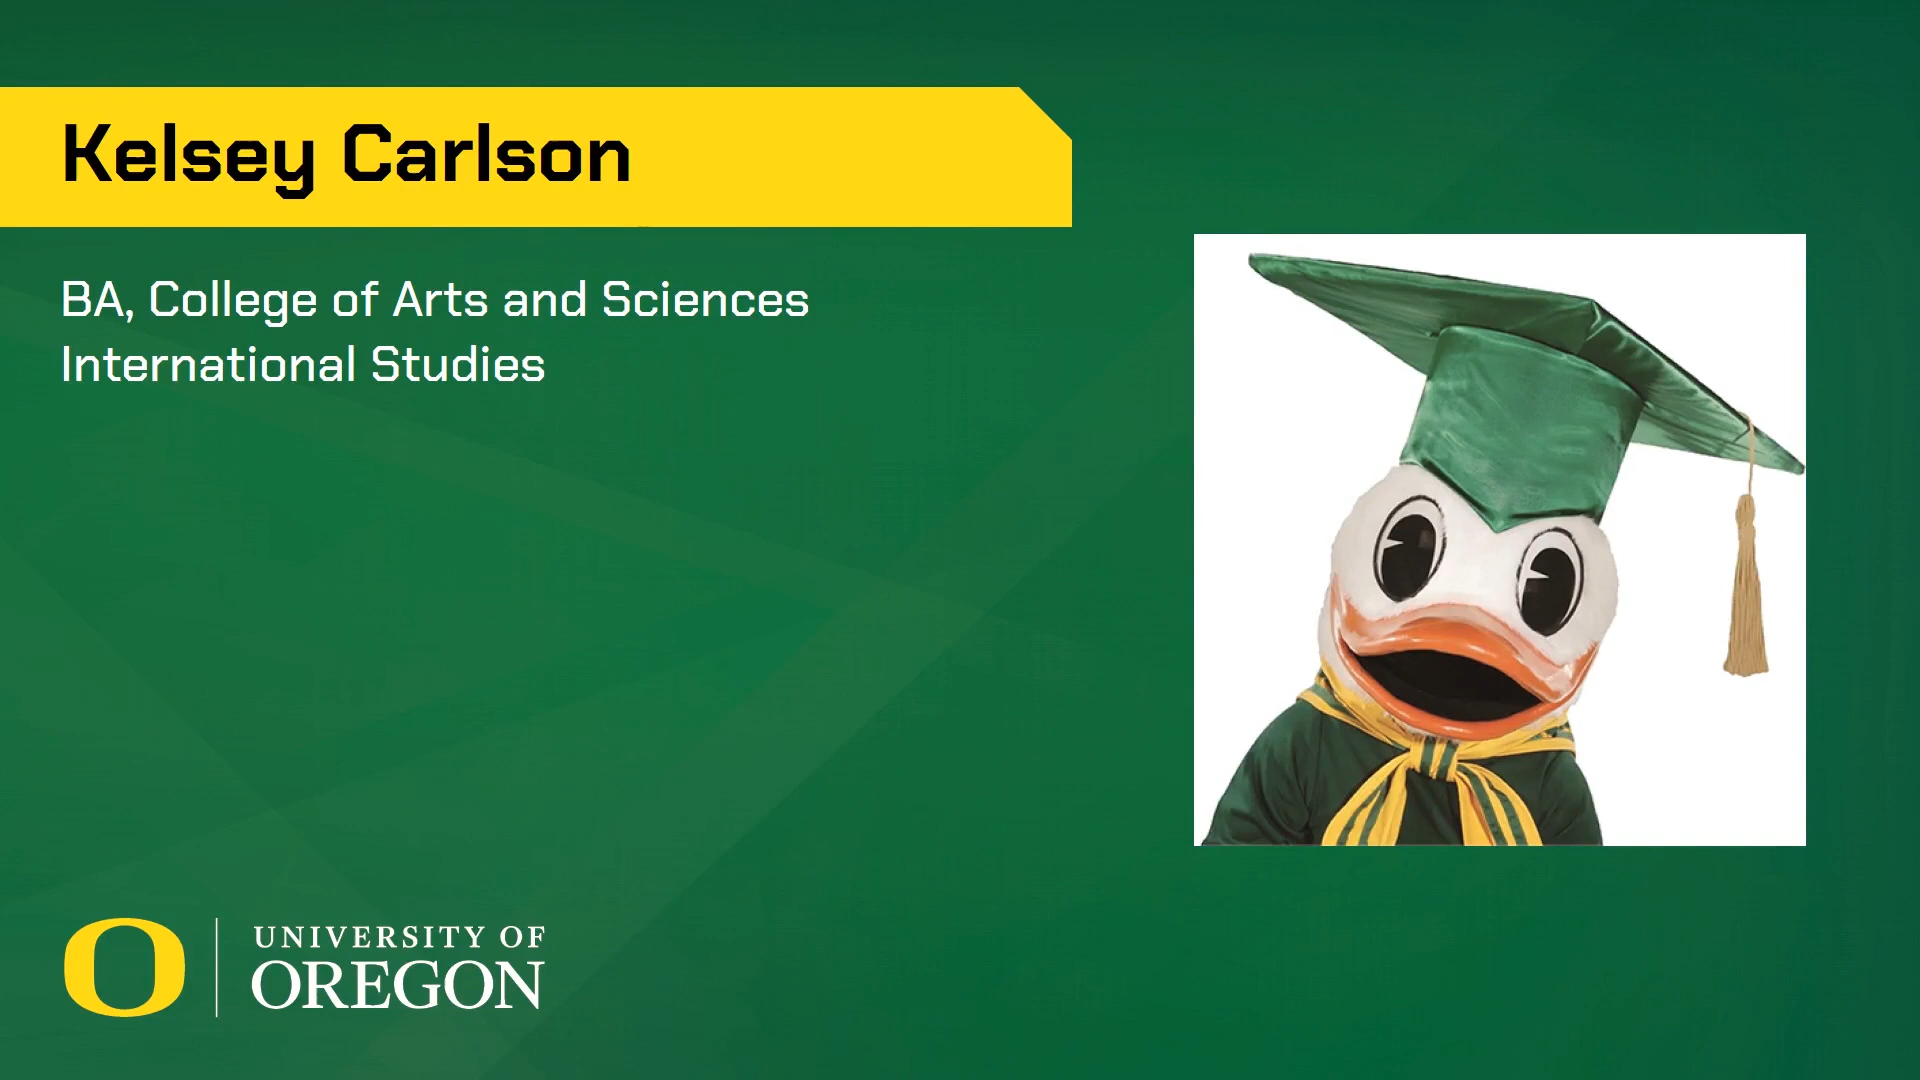 Kelsey Carlson
BA, College of Arts and Sciences
International Studies
O
UNIVERSITY OF
OREGON